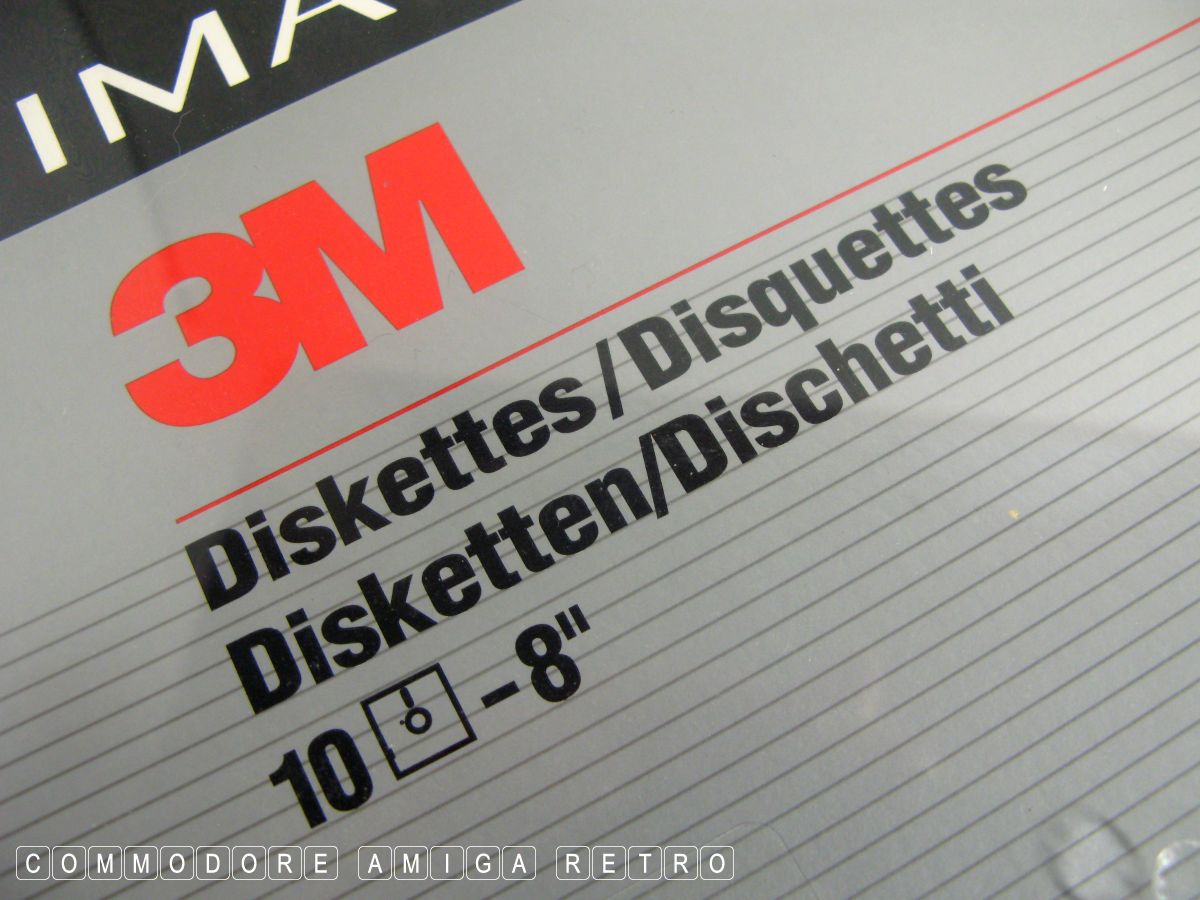 IMA
3M
Diskettes/Disquettes
Disketten/Dischetti
10 -8"
COMMODORE AMIGA RETRO